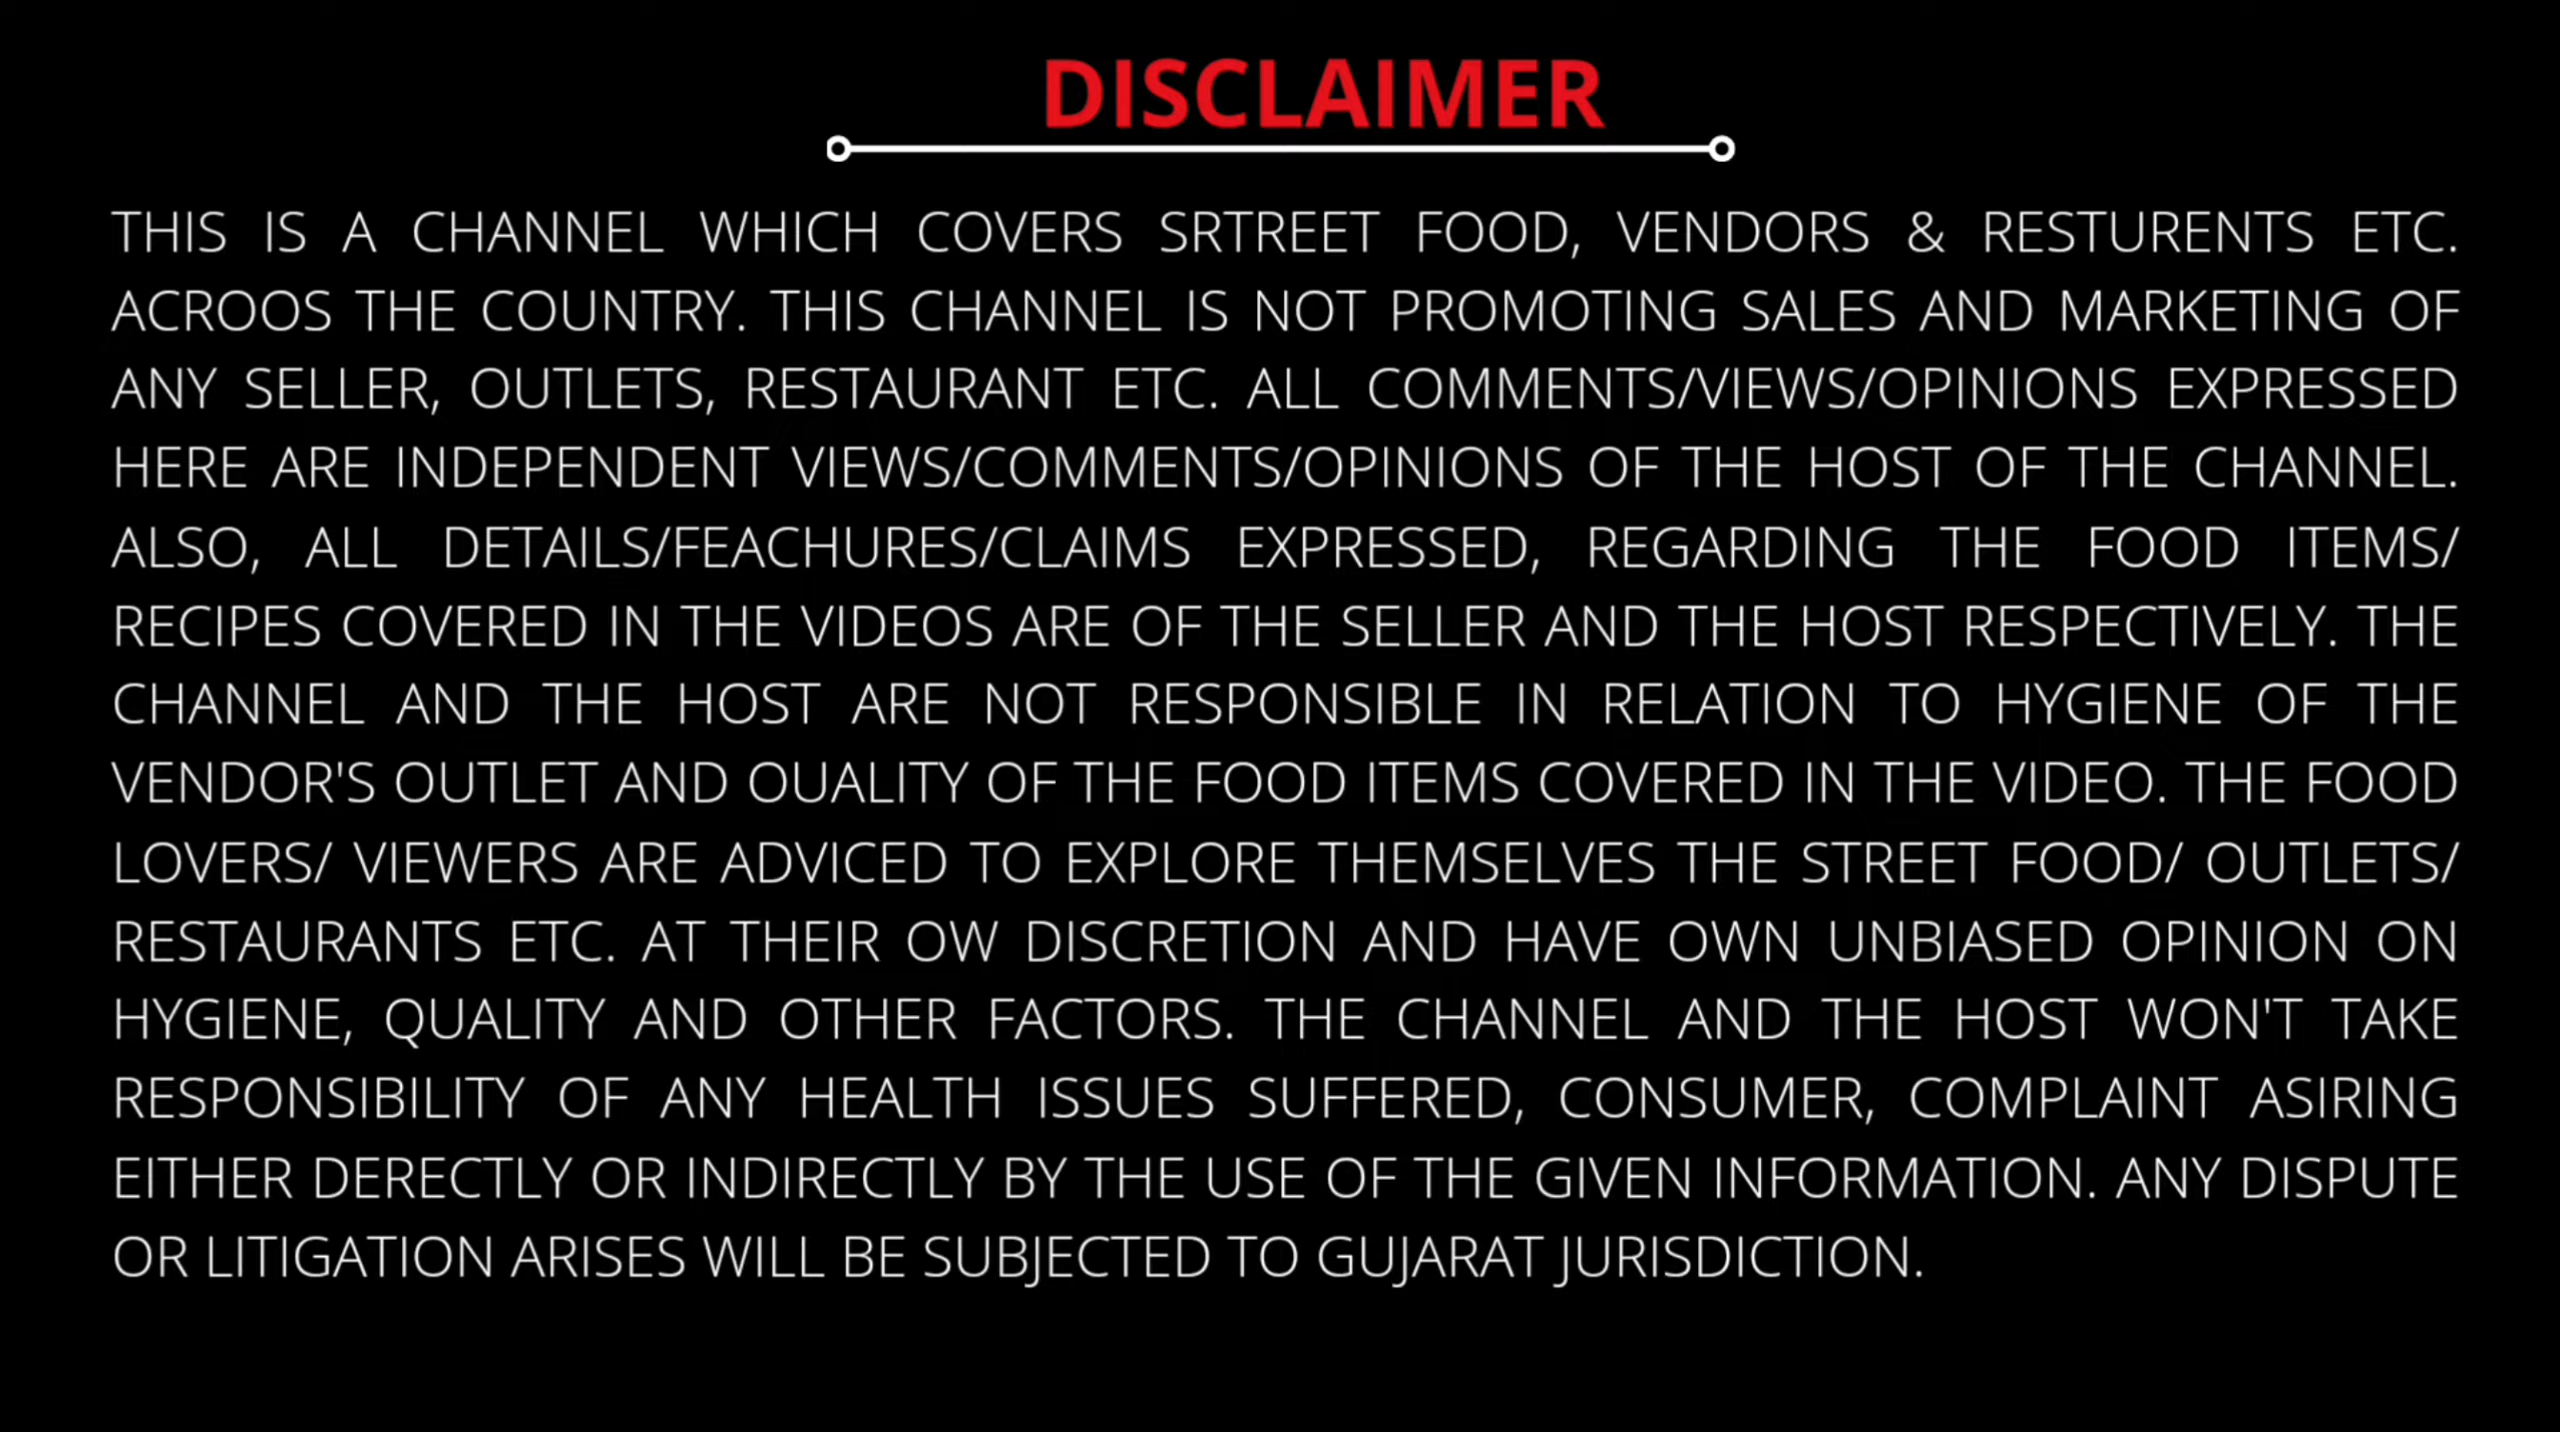 DISCLAIMER
THIS IS A CHANNEL WHICH COVERS SRTREET FOOD, VENDORS & RESTURENTS ETC.
ACROOS THE COUNTRY. THIS CHANNEL IS NOT PROMOTING SALES AND MARKETING OF
ANY SELLER, OUTLETS, RESTAURANT ETC. ALL COMMENTS/VIEWS/OPINIONS EXPRESSED
HERE ARE INDEPENDENT VIEWS/COMMENTS/OPINIONS OF THE HOST OF THE CHANNEL.
ALSO, ALL DETAILS/FEACHURES/CLAIMS EXPRESSED, REGARDING THE FOOD ITEMS/
RECIPES COVERED IN THE VIDEOS ARE OF THE SELLER AND THE HOST RESPECTIVELY. THE
CHANNEL AND THE HOST ARE NOT RESPONSIBLE IN RELATION TO HYGIENE OF THE
VENDOR'S OUTLET AND OUALITY OF THE FOOD ITEMS COVERED IN THE VIDEO. THE FOOD
LOVERS/ VIEWERS ARE ADVICED TO EXPLORE THEMSELVES THE STREET FOOD/ OUTLETS/
RESTAURANTS ETC. AT THEIR OW DISCRETION AND HAVE OWN UNBIASED OPINION ON
HYGIENE, QUALITY AND OTHER FACTORS. THE CHANNEL AND THE HOST WON'T TAKE
RESPONSIBILITY OF ANY HEALTH ISSUES SUFFERED, CONSUMER, COMPLAINT ASIRING
EITHER DERECTLY OR INDIRECTLY BY THE USE OF THE GIVEN INFORMATION. ANY DISPUTE
OR LITIGATION ARISES WILL BE SUBJECTED TO GUJARAT JURISDICTION.